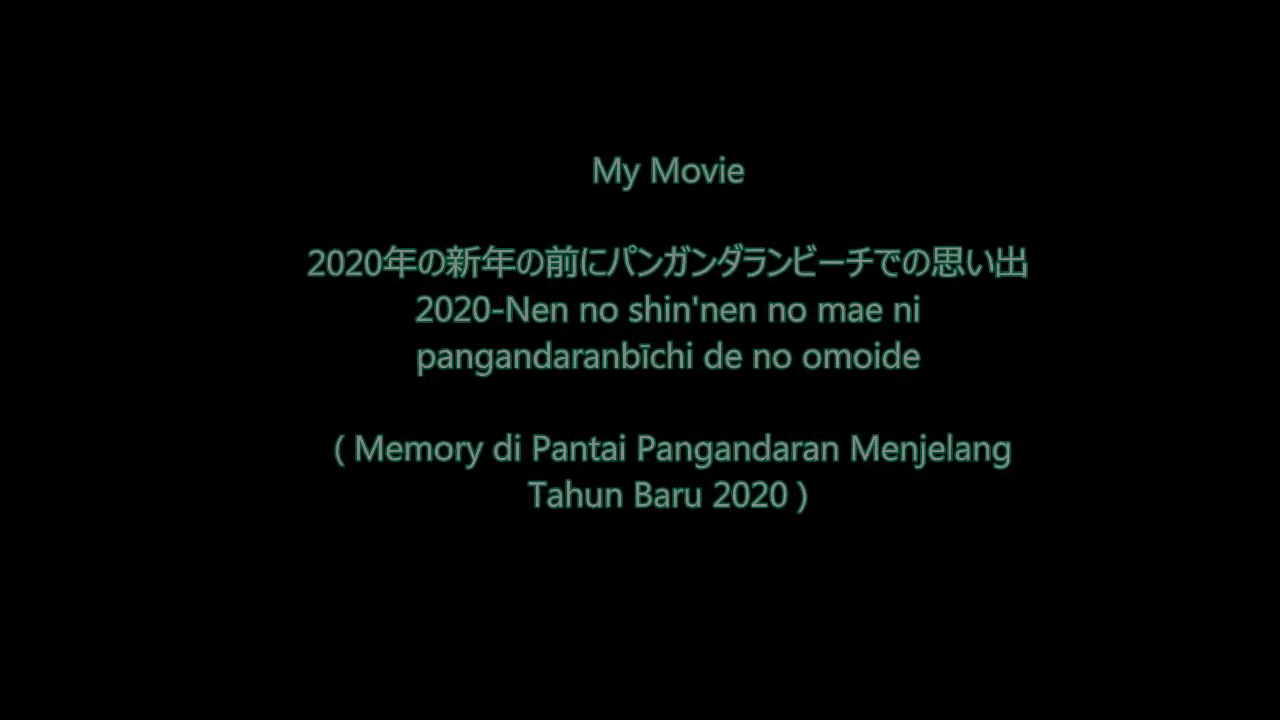 My Movie
2020年の新年の前にパンガンダランビーチでの思い出
2020-Nen no shin'nen no mae ni
pangandaranbīchi de no omoide
( Memory di Pantai Pangandaran Menjelang
Tahun Baru 2020 )